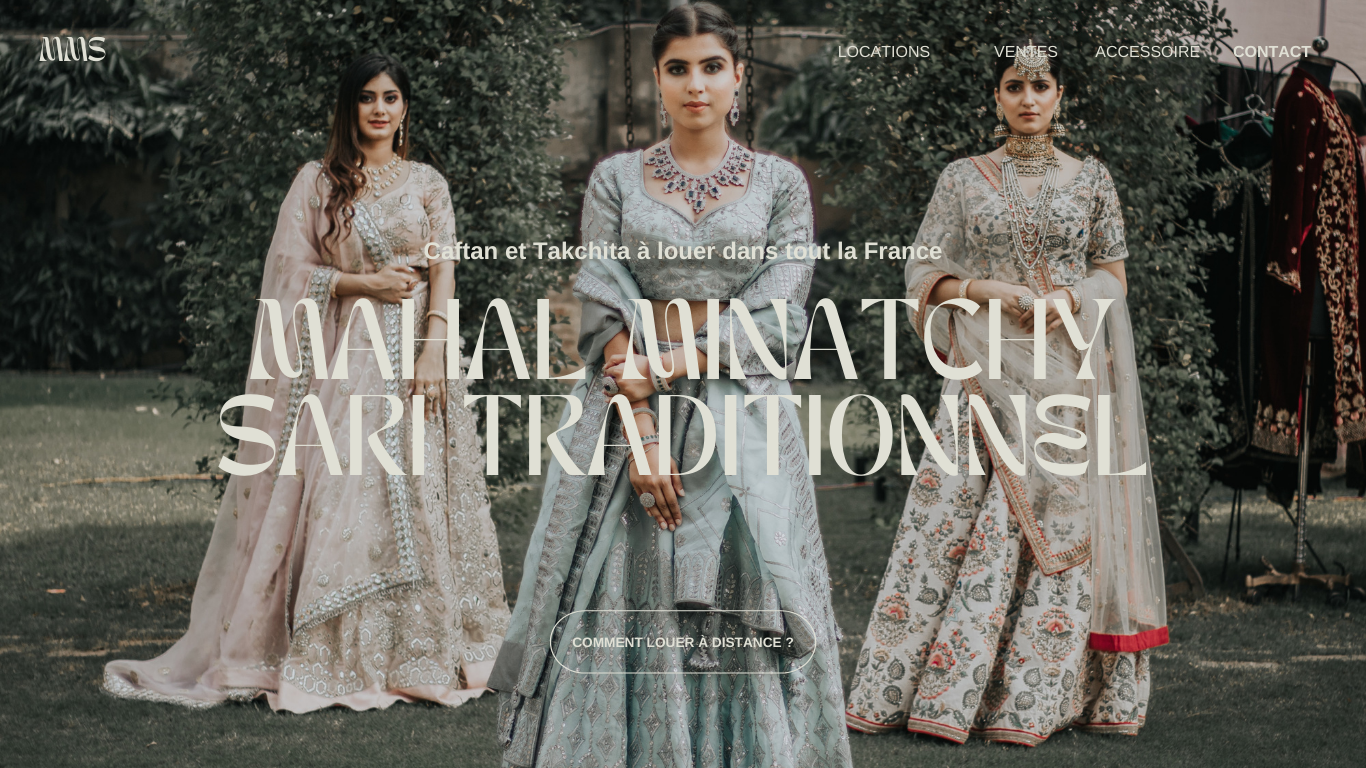 MMS
LOCATIONS VENTES ACCESSOIRE CONTACT
Caftan et Takchita à louer dans tout la France
MAHAL MINATCHY
SARI TRADITIONNEL
COMMENT LOUER À DISTANCE ?